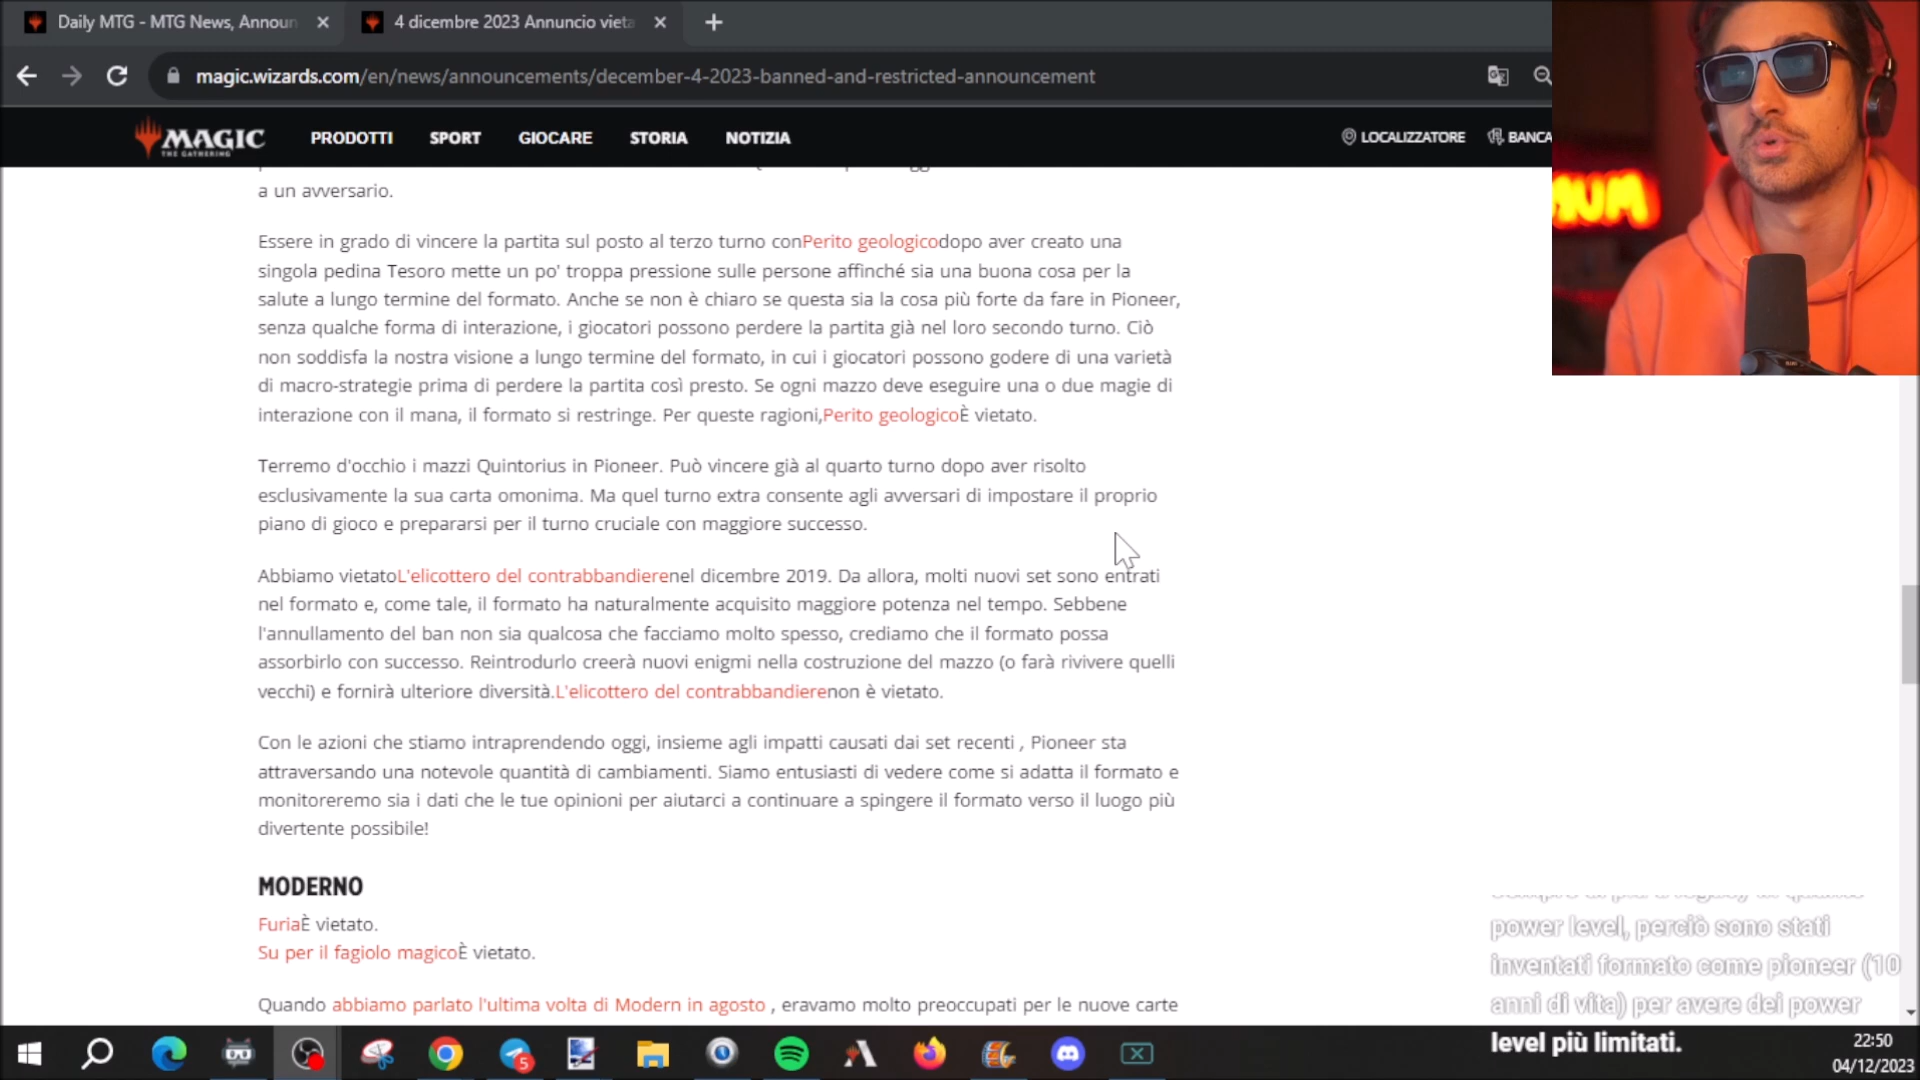 Daily MTG - MTG News, Announ
4 dicembre 2023 Annuncio vieta
magic.wizards.com/en/news/announcements/december-4-2023-banned-and-restricted-announcement
MAGIC
THE GATHERING
PRODOTTI
SPORT
GIOCARE
STORIA
NOTIZIA
LOCALIZZATORE
BANCA
a un avversario.
Essere in grado di vincere la partita sul posto al terzo turno conPerito geologicodopo aver creato una
singola pedina Tesoro mette un po' troppa pressione sulle persone affinché sia una buona cosa per la
salute a lungo termine del formato. Anche se non è chiaro se questa sia la cosa più forte da fare in Pioneer,
senza qualche forma di interazione, i giocatori possono perdere la partita già nel loro secondo turno. Ciò
non soddisfa la nostra visione a lungo termine del formato, in cui i giocatori possono godere di una varietà
di macro-strategie prima di perdere la partita così presto. Se ogni mazzo deve eseguire una o due magie di
interazione con il mana, il formato si restringe. Per queste ragioni,Perito geologicoÈ vietato.
Terremo d'occhio i mazzi Quintorius in Pioneer. Può vincere già al quarto turno dopo aver risolto
esclusivamente la sua carta omonima. Ma quel turno extra consente agli avversari di impostare il proprio
piano di gioco e prepararsi per il turno cruciale con maggiore successo.
Abbiamo vietatoL'elicottero del contrabbandierenel dicembre 2019. Da allora, molti nuovi set sono entrati
nel formato e, come tale, il formato ha naturalmente acquisito maggiore potenza nel tempo. Sebbene
l'annullamento del ban non sia qualcosa che facciamo molto spesso, crediamo che il formato possa
assorbirlo con successo. Reintrodurlo creerà nuovi enigmi nella costruzione del mazzo (o farà rivivere quelli
vecchi) e fornirà ulteriore diversità.L'elicottero del contrabbandierenon è vietato.
Con le azioni che stiamo intraprendendo oggi, insieme agli impatti causati dai set recenti , Pioneer sta
attraversando una notevole quantità di cambiamenti. Siamo entusiasti di vedere come si adatta il formato e
monitoreremo sia i dati che le tue opinioni per aiutarci a continuare a spingere il formato verso il luogo più
divertente possibile!
MODERNO
FuriaÈ vietato.
Su per il fagiolo magicoÈ vietato.
Quando abbiamo parlato l'ultima volta di Modern in agosto , eravamo molto preoccupati per le nuove carte
power level, perciò sono stati
inventati formato come pioneer (10
anni di vita) per avere dei power
level più limitati.
5
22:50
04/12/2023